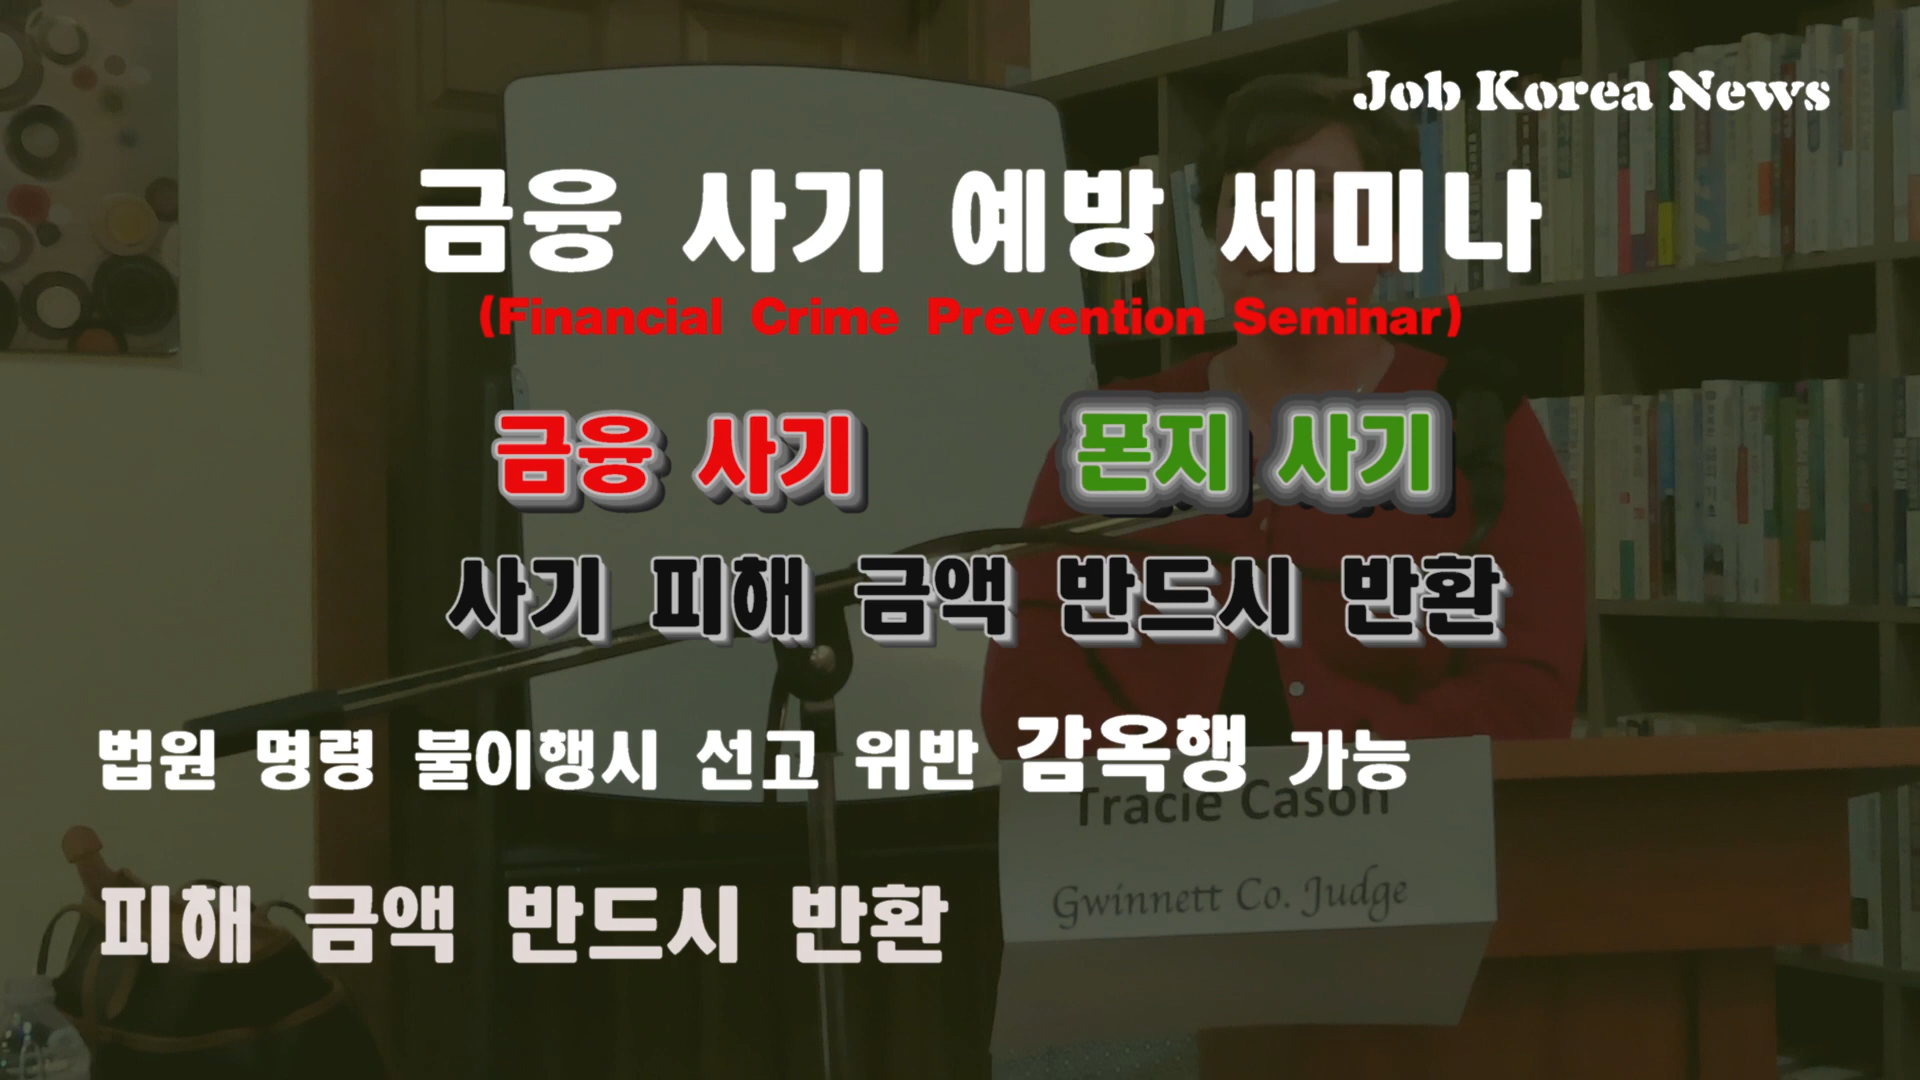 Job Korea News
금융 사기 예방 세미나
(Financial Crime Prevention Seminar)
금융 사기 폰지 사기
사기 피해 금액 반드시 반환
법원 명령 불이행시 선고 위반 감옥행 가능
Tracie Cason
Gwinnett Co. Judge
피해 금액 반드시 반환